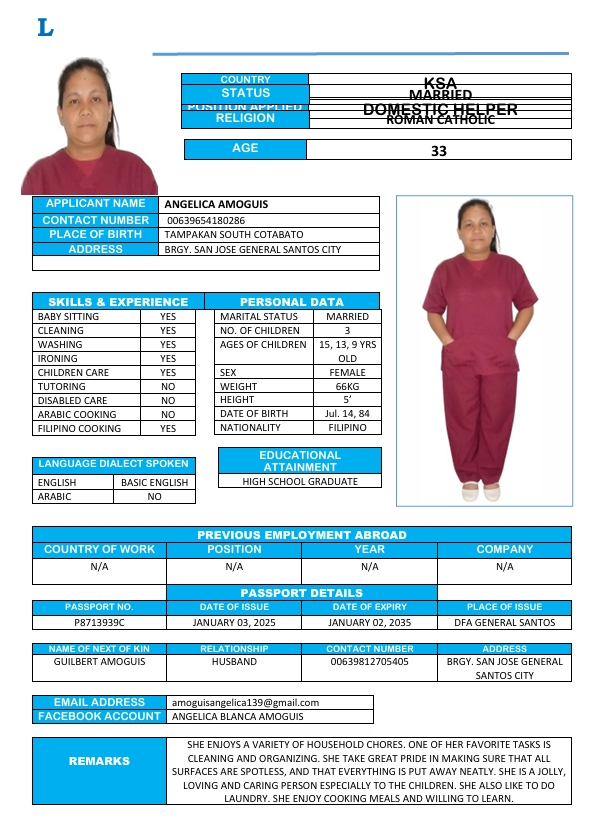 L
COUNTRY KSA
STATUS MARRIED
POSITION APPLIED DOMESTIC HELPER
RELIGION ROMAN CATHOLIC
AGE 33
APPLICANT NAME ANGELICA AMOGUIS
CONTACT NUMBER 00639654180286
PLACE OF BIRTH TAMPAKAN SOUTH COTABATO
ADDRESS BRGY. SAN JOSE GENERAL SANTOS CITY
SKILLS & EXPERIENCE PERSONAL DATA
BABY SITTING YES MARITAL STATUS MARRIED
CLEANING YES NO. OF CHILDREN 3
WASHING YES AGES OF CHILDREN 15, 13, 9 YRS
IRONING YES OLD
CHILDREN CARE YES SEX FEMALE
TUTORING NO WEIGHT 66KG
DISABLED CARE NO HEIGHT 5’
ARABIC COOKING NO DATE OF BIRTH Jul. 14, 84
FILIPINO COOKING YES NATIONALITY FILIPINO
LANGUAGE DIALECT SPOKEN
ENGLISH BASIC ENGLISH
ARABIC NO
EDUCATIONAL
ATTAINMENT
HIGH SCHOOL GRADUATE
PREVIOUS EMPLOYMENT ABROAD
COUNTRY OF WORK POSITION YEAR COMPANY
N/A N/A N/A N/A
PASSPORT DETAILS
PASSPORT NO. DATE OF ISSUE DATE OF EXPIRY PLACE OF ISSUE
P8713939C JANUARY 03, 2025 JANUARY 02, 2035 DFA GENERAL SANTOS
NAME OF NEXT OF KIN RELATIONSHIP CONTACT NUMBER ADDRESS
GUILBERT AMOGUIS HUSBAND 00639812705405 BRGY. SAN JOSE GENERAL
SANTOS CITY
EMAIL ADDRESS amoguisangelica139@gmail.com
FACEBOOK ACCOUNT ANGELICA BLANCA AMOGUIS
REMARKS
SHE ENJOYS A VARIETY OF HOUSEHOLD CHORES. ONE OF HER FAVORITE TASKS IS
CLEANING AND ORGANIZING. SHE TAKE GREAT PRIDE IN MAKING SURE THAT ALL
SURFACES ARE SPOTLESS, AND THAT EVERYTHING IS PUT AWAY NEATLY. SHE IS A JOLLY,
LOVING AND CARING PERSON ESPECIALLY TO THE CHILDREN. SHE ALSO LIKE TO DO
LAUNDRY. SHE ENJOY COOKING MEALS AND WILLING TO LEARN.